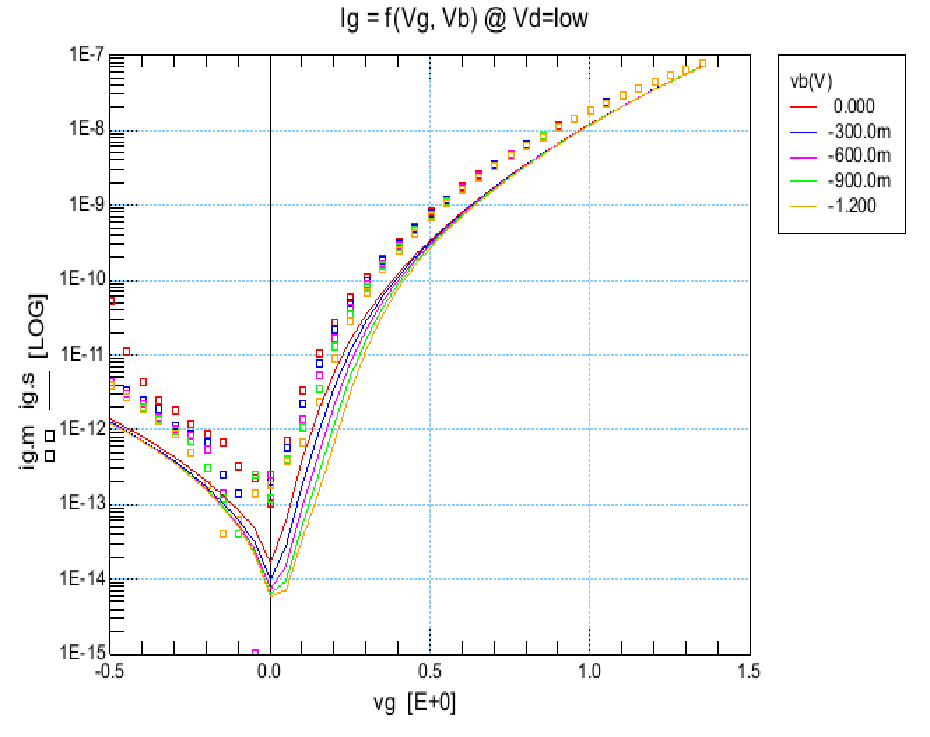 Ig = f(Vg, Vb) @ Vd=low
1E-7
1E-8
1E-9
1E-10
1E-11
1E-12
1E-13
1E-14
1E-15
ig.m ig.s [LOG]
-0.5 0.0 0.5 1.0 1.5
vg [E+0]
vb(V)
0.000
-300.0m
-600.0m
-900.0m
-1.200